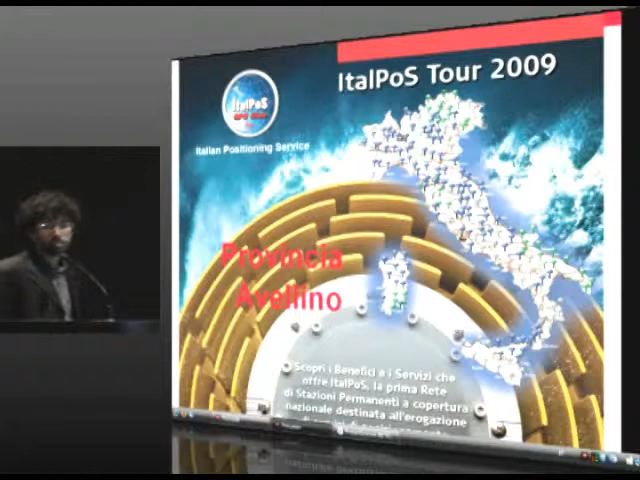 ItalPoS Tour 2009
ItalPoS
Italian Positioning Service
Provincia
Avellino
Scopri i Benefici e i Servizi che
offre ItalPoS, la prima Rete
di Stazioni Permanenti a copertura
nazionale destinata all'erogazione